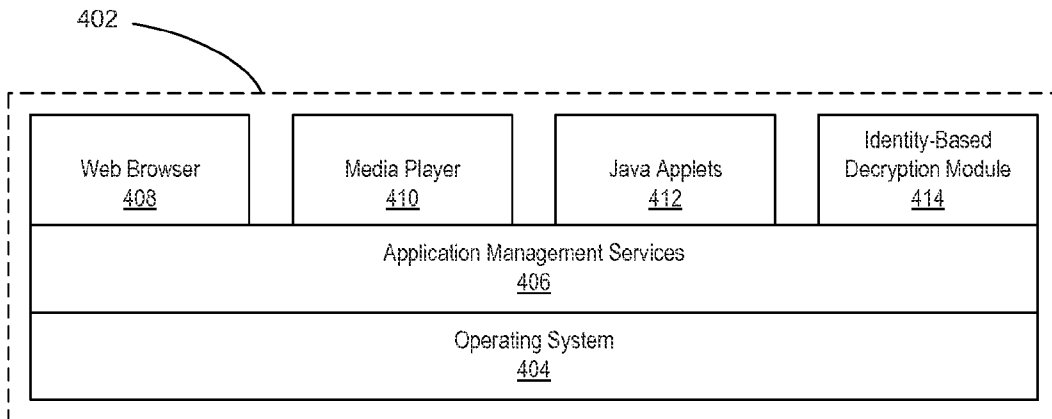 402
Web Browser
408
Media Player
410
Java Applets
412
Identity-Based
Decryption Module
414
Application Management Services
406
Operating System
404